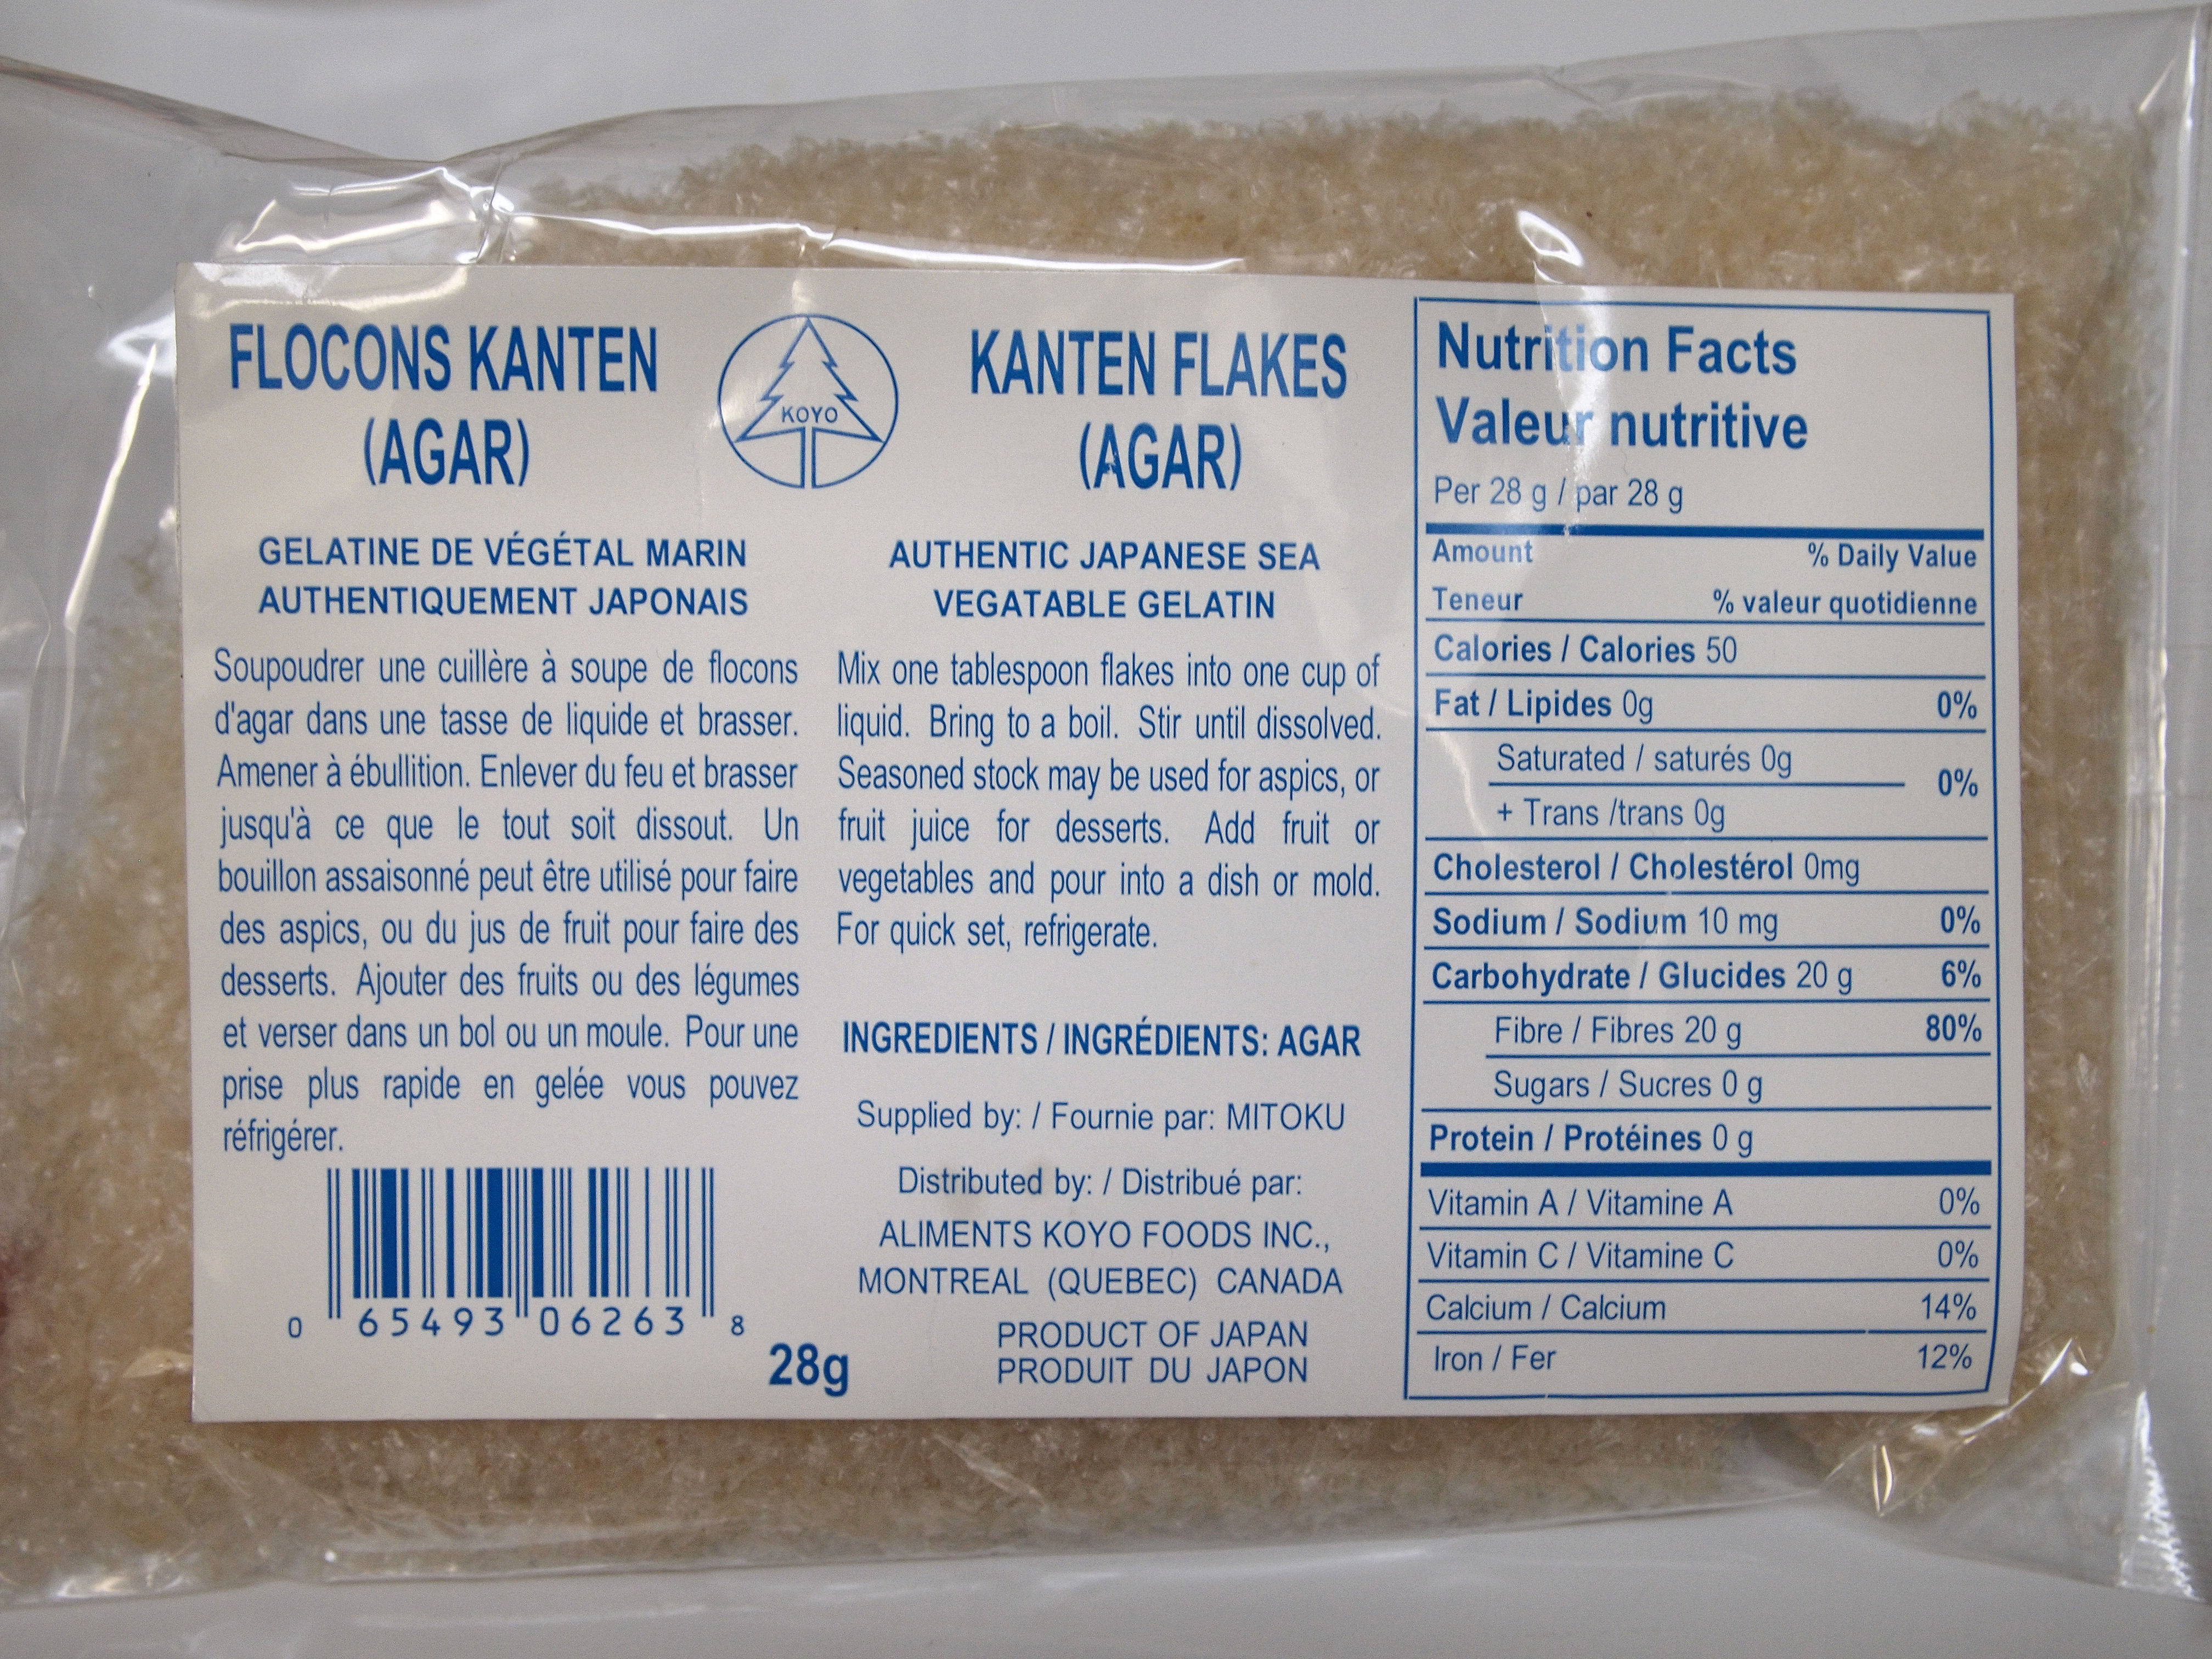 FLOCONS KANTEN
(AGAR)
GELATINE DE VÉGÉTAL MARIN
AUTHENTIQUEMENT JAPONAIS
Soupoudrer une cuillère à soupe de flocons
d'agar dans une tasse de liquide et brasser.
Amener à ébullition. Enlever du feu et brasser
jusqu'à ce que le tout soit dissout. Un
bouillon assaisonné peut être utilisé pour faire
des aspics, ou du jus de fruit pour faire des
desserts. Ajouter des fruits ou des légumes
et verser dans un bol ou un moule. Pour une
prise plus rapide en gelée vous pouvez
réfrigérer.
0 65493 06263 8
28g
KOYO
KANTEN FLAKES
(AGAR)
AUTHENTIC JAPANESE SEA
VEGATABLE GELATIN
Mix one tablespoon flakes into one cup of
liquid. Bring to a boil. Stir until dissolved.
Seasoned stock may be used for aspics, or
fruit juice for desserts. Add fruit or
vegetables and pour into a dish or mold.
For quick set, refrigerate.
INGREDIENTS / INGRÉDIENTS: AGAR
Supplied by: / Fournie par: MITOKU
Distributed by: / Distribué par:
ALIMENTS KOYO FOODS INC.,
MONTREAL (QUEBEC) CANADA
PRODUCT OF JAPAN
PRODUIT DU JAPON
Nutrition Facts
Valeur nutritive
Per 28 g / par 28 g
Amount % Daily Value
Teneur % valeur quotidienne
Calories / Calories 50
Fat / Lipides 0g 0%
Saturated / saturés 0g
0%
+ Trans /trans 0g
Cholesterol / Cholestérol 0mg
Sodium / Sodium 10 mg 0%
Carbohydrate / Glucides 20 g 6%
Fibre / Fibres 20 g 80%
Sugars / Sucres 0 g
Protein / Protéines 0 g
Vitamin A / Vitamine A 0%
Vitamin C / Vitamine C 0%
Calcium / Calcium 14%
Iron / Fer 12%